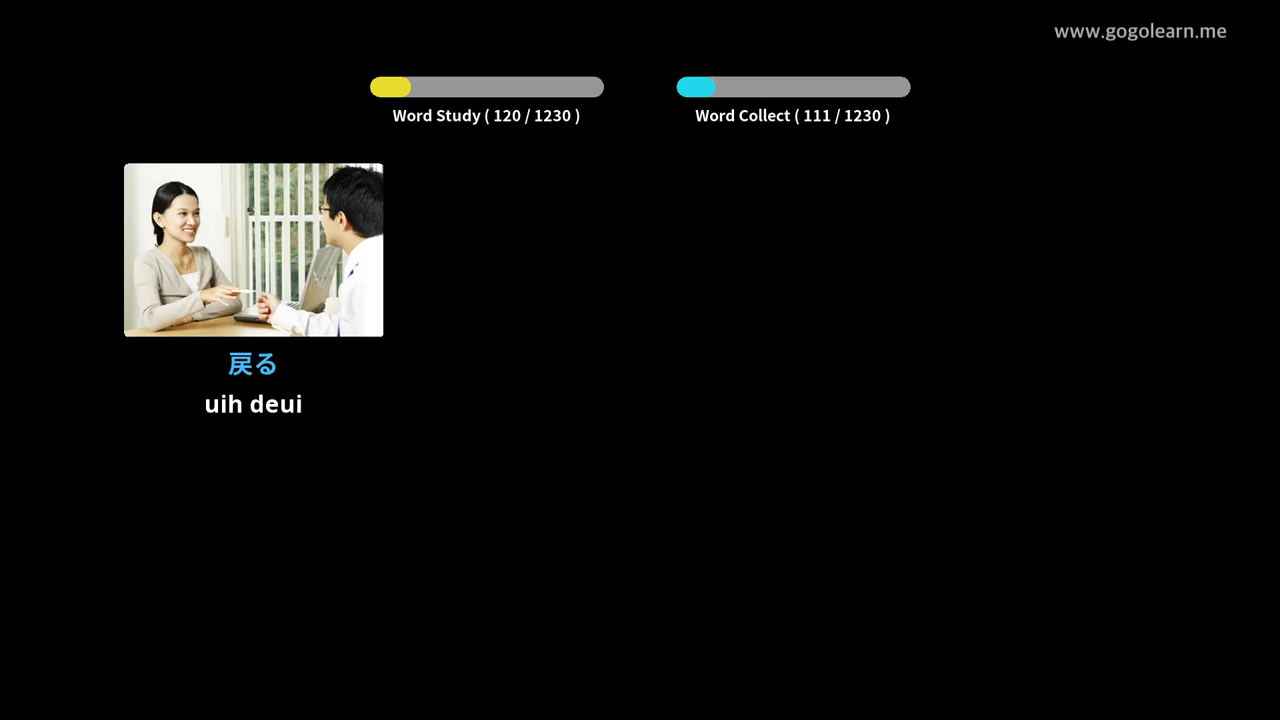 www.gogolearn.me
Word Study ( 120 / 1230 )
Word Collect ( 111 / 1230 )
戻る
uih deui